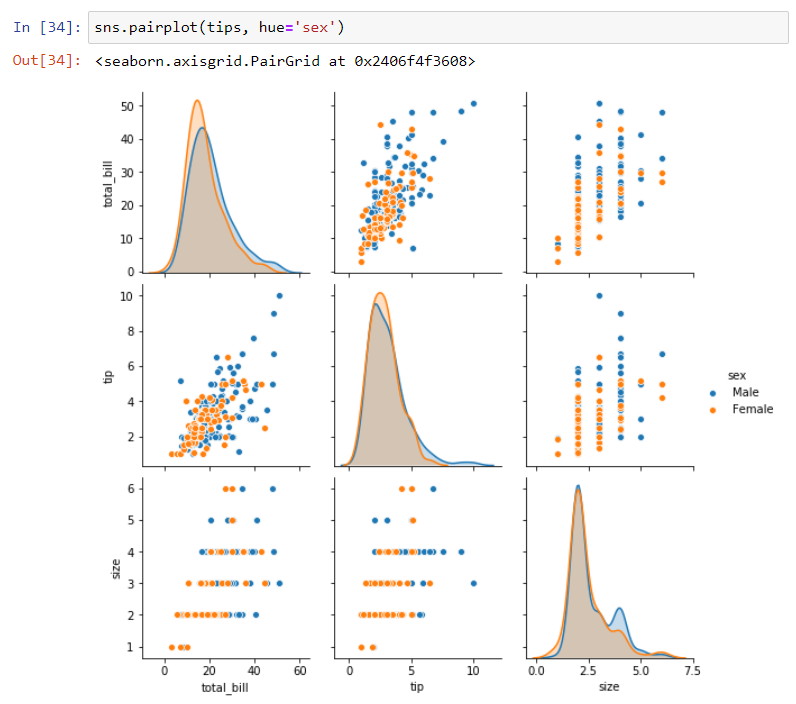 In [34]: sns.pairplot(tips, hue='sex')
Out[34]: <seaborn.axisgrid.PairGrid at 0x2406f4f3608>
50
40
30
20
10
0
total_bill
0 20 40 60
0 5 10
0.0 2.5 5.0 7.5
10
8
6
4
2
tip
sex
Male
Female
6
5
4
3
2
1
size
total_bill
tip
size